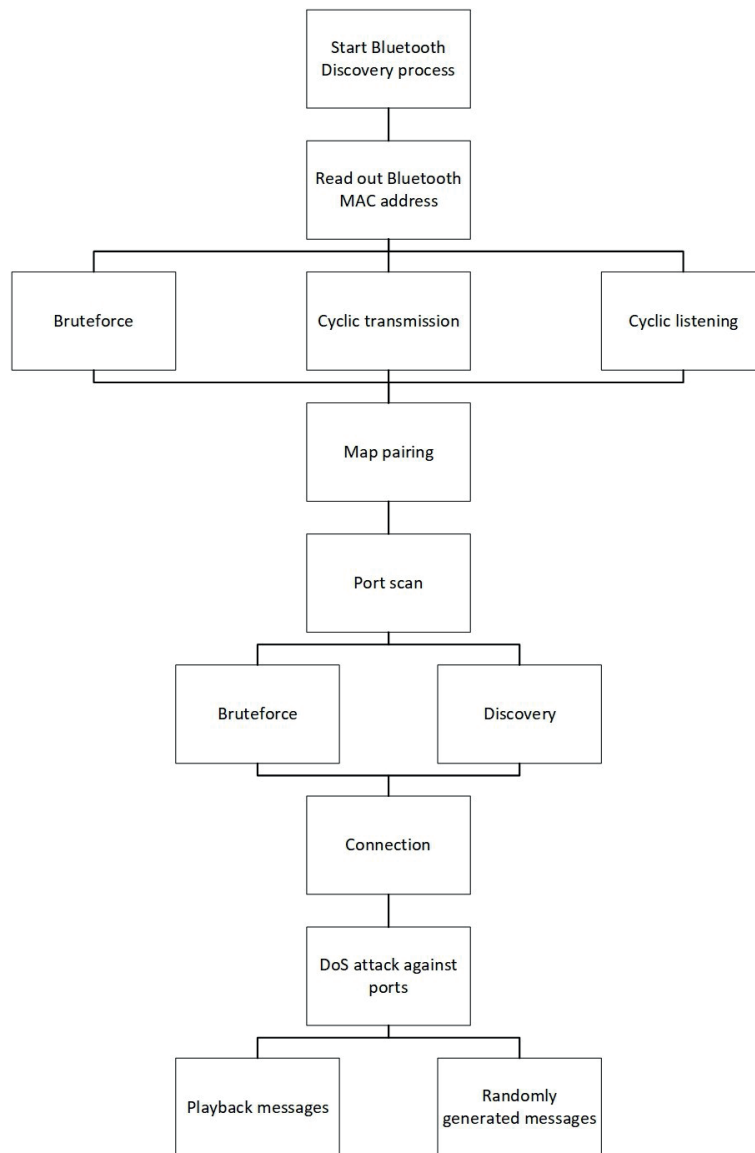 Start Bluetooth
Discovery process
Read out Bluetooth
MAC address
Bruteforce
Cyclic transmission
Cyclic listening
Map pairing
Port scan
Bruteforce
Discovery
Connection
DoS attack against
ports
Playback messages
Randomly
generated messages